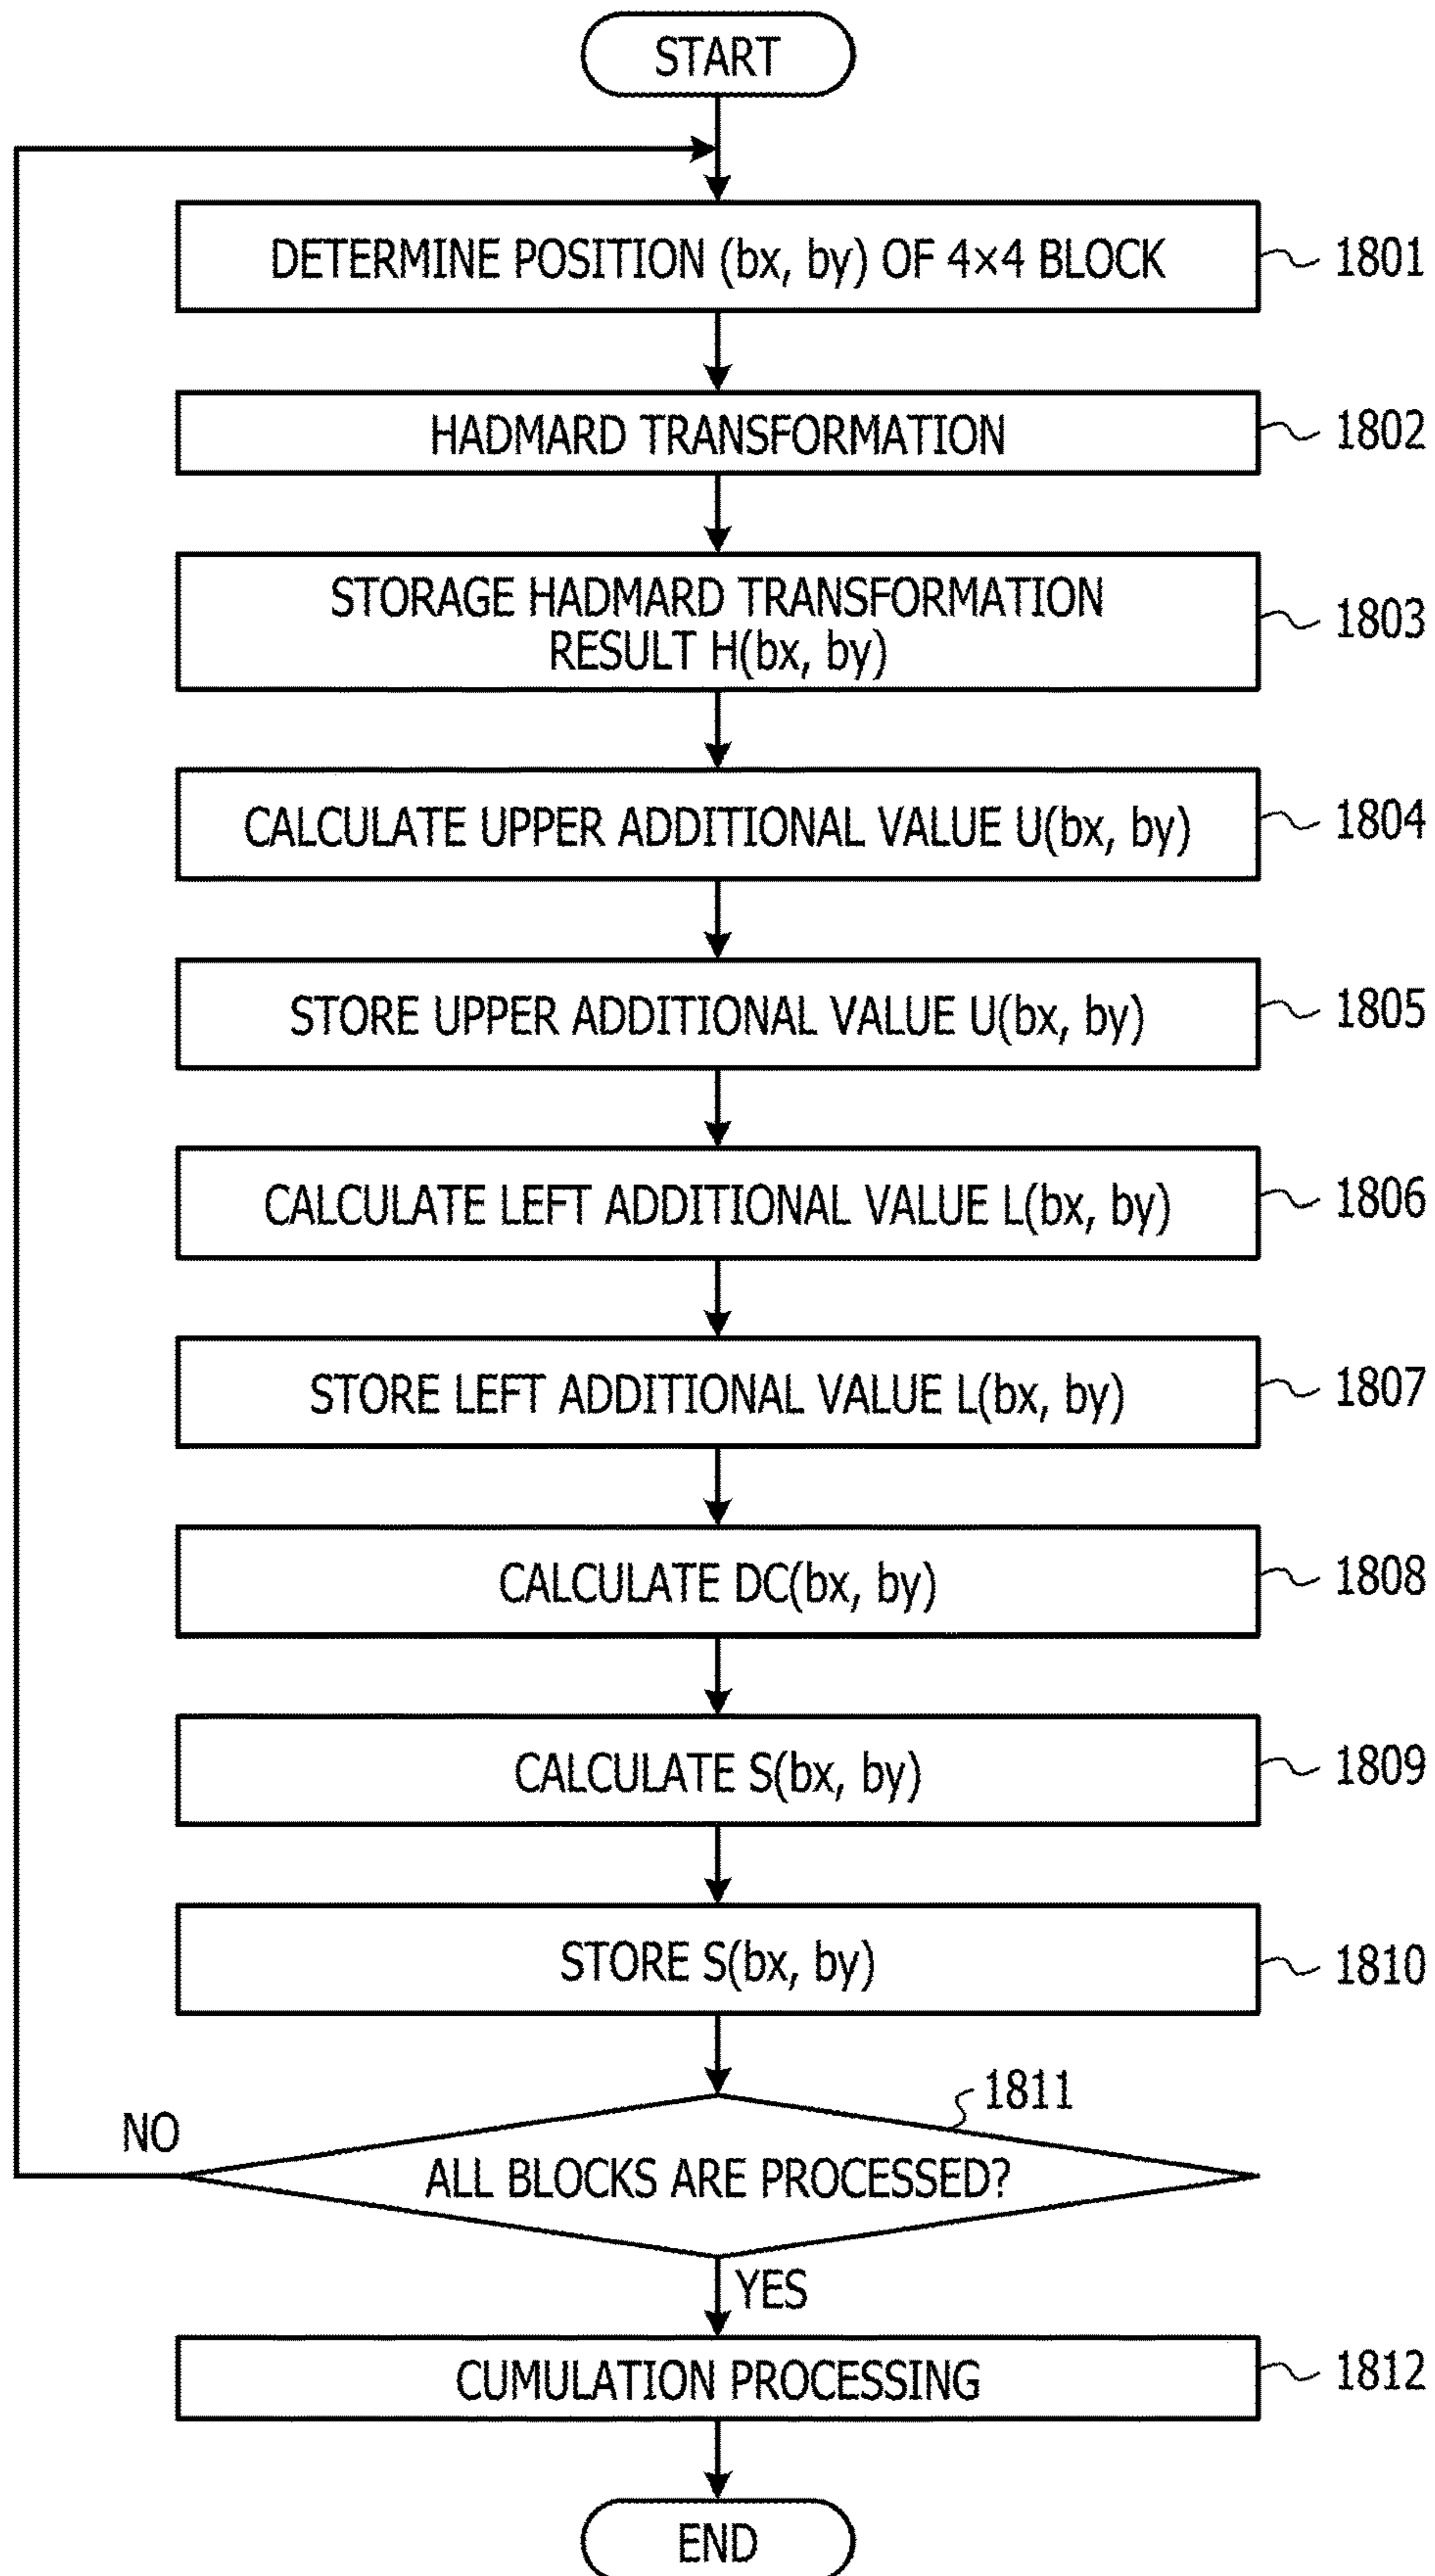 START
DETERMINE POSITION (bx, by) OF 4×4 BLOCK
1801
HADMARD TRANSFORMATION
1802
STORAGE HADMARD TRANSFORMATION
RESULT H(bx, by)
1803
CALCULATE UPPER ADDITIONAL VALUE U(bx, by)
1804
STORE UPPER ADDITIONAL VALUE U(bx, by)
1805
CALCULATE LEFT ADDITIONAL VALUE L(bx, by)
1806
STORE LEFT ADDITIONAL VALUE L(bx, by)
1807
CALCULATE DC(bx, by)
1808
CALCULATE S(bx, by)
1809
STORE S(bx, by)
1810
1811
NO
ALL BLOCKS ARE PROCESSED?
YES
CUMULATION PROCESSING
1812
END